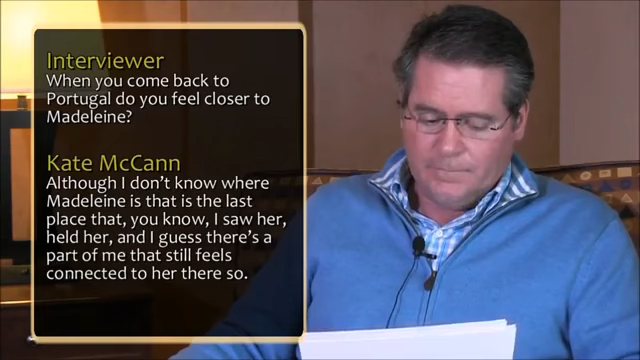 Interviewer
When you come back to
Portugal do you feel closer to
Madeleine?
Kate McCann
Although I don't know where
Madeleine is that is the last
place that, you know, I saw her,
held her, and I guess there's a
part of me that still feels
connected to her there so.